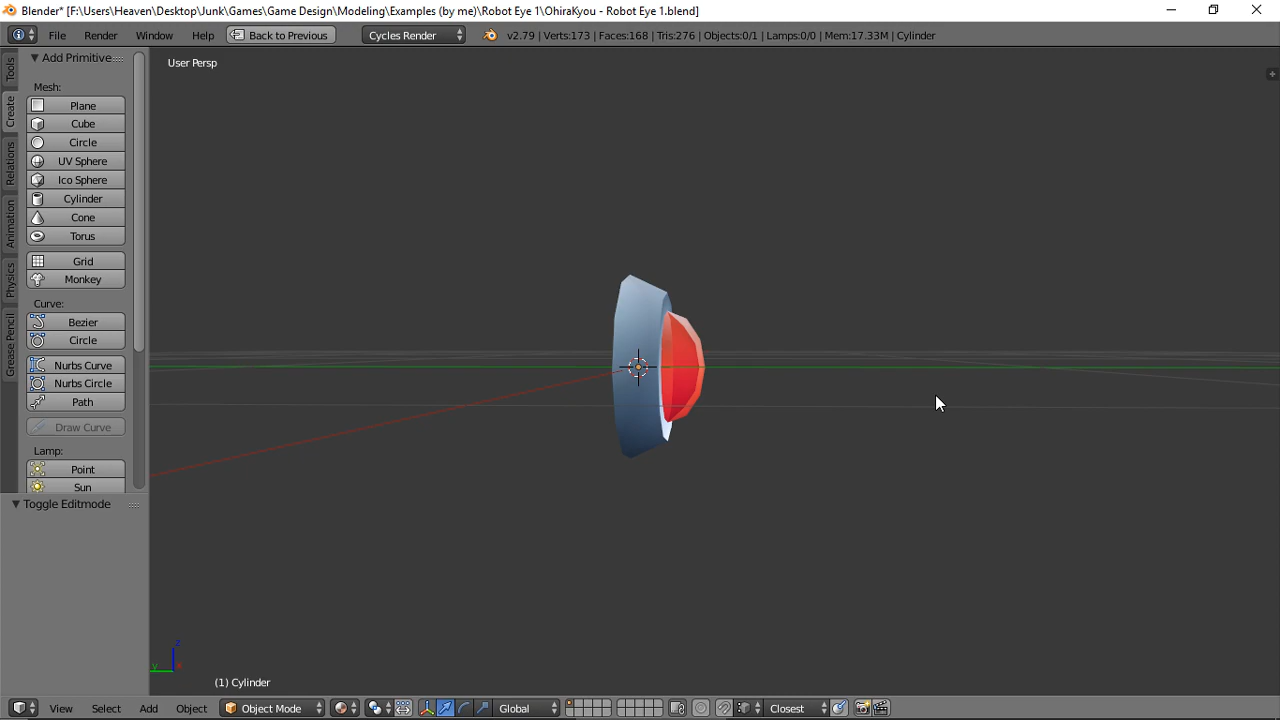 Blender* [F:\Users\Heaven\Desktop\Junk\Games\Game Design\Modeling\Examples (by me)\Robot Eye 1\OhiraKyou - Robot Eye 1.blend]
File Render Window Help Back to Previous Cycles Render v2.79 | Verts:173 | Faces:168 | Tris:276 | Objects:0/1 | Lamps:0/0 | Mem:17.33M | Cylinder
Tools
Create
Relations
Animation
Physics
Grease Pencil
Add Primitive
Mesh:
Plane
Cube
Circle
UV Sphere
Ico Sphere
Cylinder
Cone
Torus
Grid
Monkey
Curve:
Bezier
Circle
Nurbs Curve
Nurbs Circle
Path
Draw Curve
Lamp:
Point
Sun
Toggle Editmode
User Persp
z
y x
(1) Cylinder
View Select Add Object Object Mode Global Closest